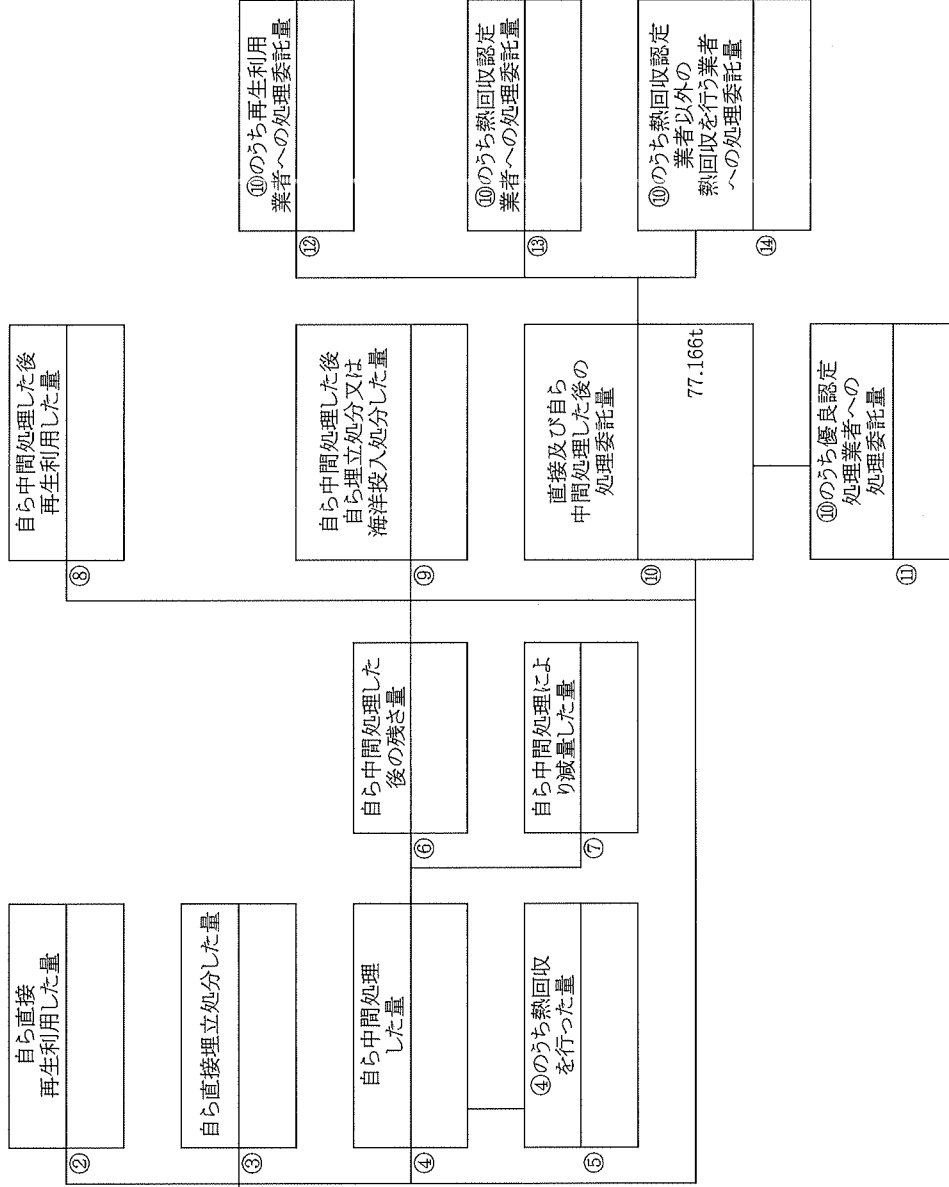 ②
自ら直接
再生利用した量
③
自ら直接埋立処分した量
④
自ら中間処理
した量
⑤
④のうち熱回収
を行った量
⑥
自ら中間処理した
後の残さ量
⑦
自ら中間処理によ
り減量した量
⑧
自ら中間処理した後
再生利用した量
⑨
自ら中間処理した後
自ら埋立処分又は
海洋投入処分した量
⑩
直接及び自ら
中間処理した後の
処理委託量
77.166t
⑪
⑩のうち優良認定
処理業者への
処理委託量
⑫
⑩のうち再生利用
業者への処理委託量
⑬
⑩のうち熱回収認定
業者への処理委託量
⑭
⑩のうち熱回収認定
業者以外の
熱回収を行う業者
への処理委託量